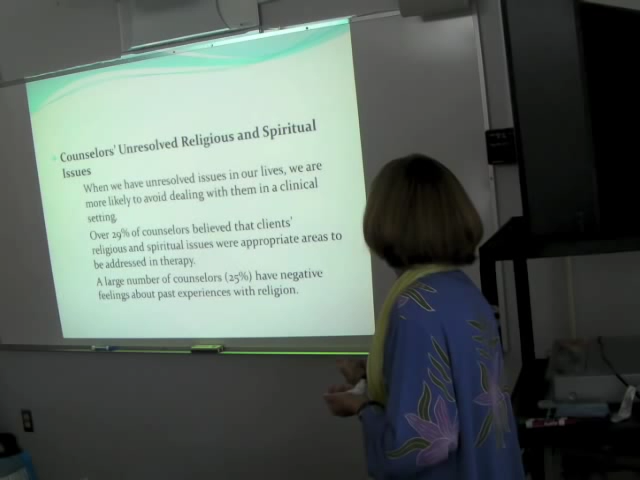 Counselors' Unresolved Religious and Spiritual
Issues
When we have unresolved issues in our lives, we are
more likely to avoid dealing with them in a clinical
setting.
Over 29% of counselors believed that clients'
religious and spiritual issues were appropriate areas to
be addressed in therapy.
A large number of counselors (25%) have negative
feelings about past experiences with religion.